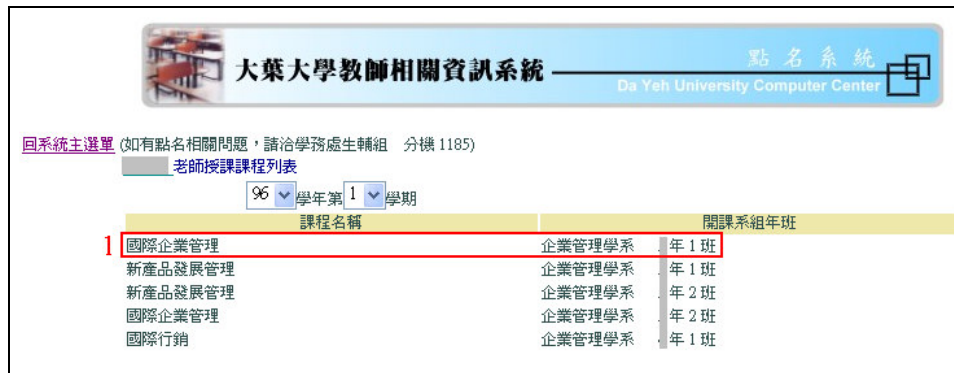 大葉大學教師相關資訊系統
點名系統
Da Yeh University Computer Center
回系統主選單 (如有點名相關問題，請洽學務處生輔組 分機 1185)
老師授課課程列表
96 學年第 1 學期
課程名稱 開課系組年班
1 國際企業管理 企業管理學系 年 1 班
新產品發展管理 企業管理學系 年 1 班
新產品發展管理 企業管理學系 年 2 班
國際企業管理 企業管理學系 年 2 班
國際行銷 企業管理學系 年 1 班